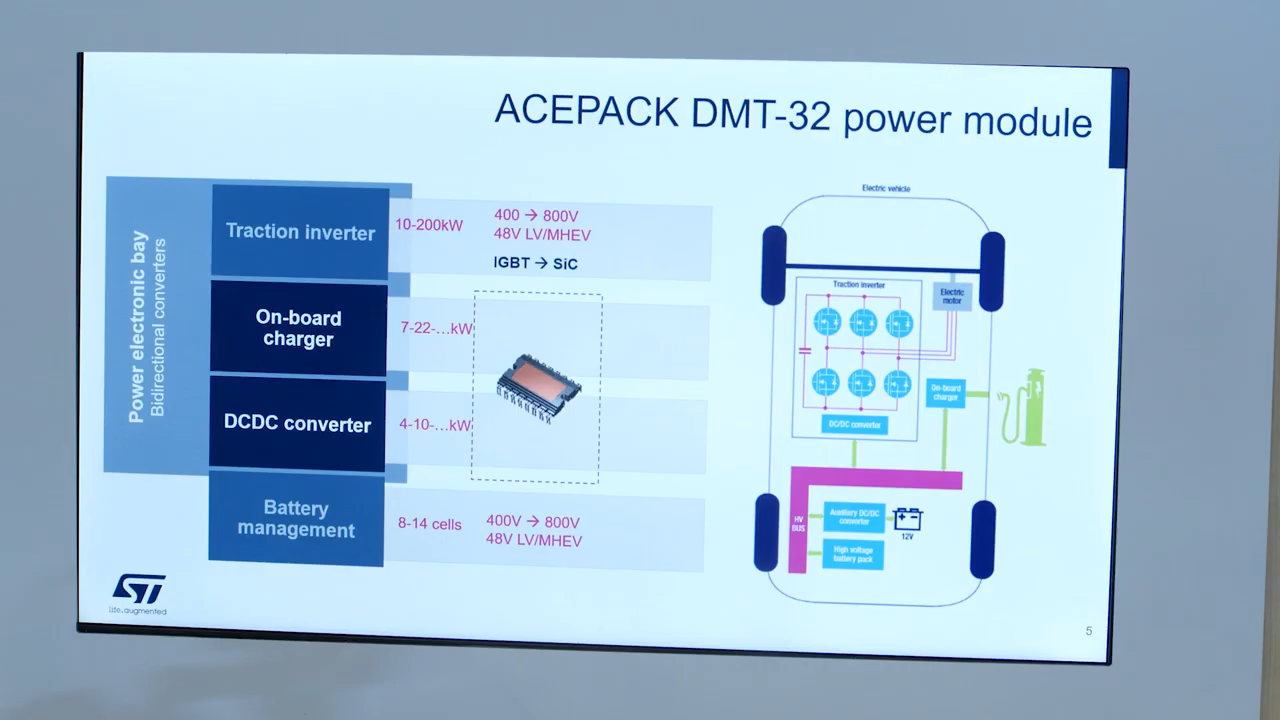 ACEPACK DMT-32 power module
Power electronic bay
Bidirectional converters
Traction inverter
10-200kW
400 → 800V
48V LV/MHEV
IGBT → SiC
On-board
charger
7-22-…kW
DCDC converter
4-10-…kW
Battery
management
8-14 cells
400V → 800V
48V LV/MHEV
Electric vehicle
Traction inverter
Electric
motor
On-board
charger
DC/DC converter
HV
BUS
Auxiliary DC/DC
converter
12V
High voltage
battery pack
ST
life.augmented
5